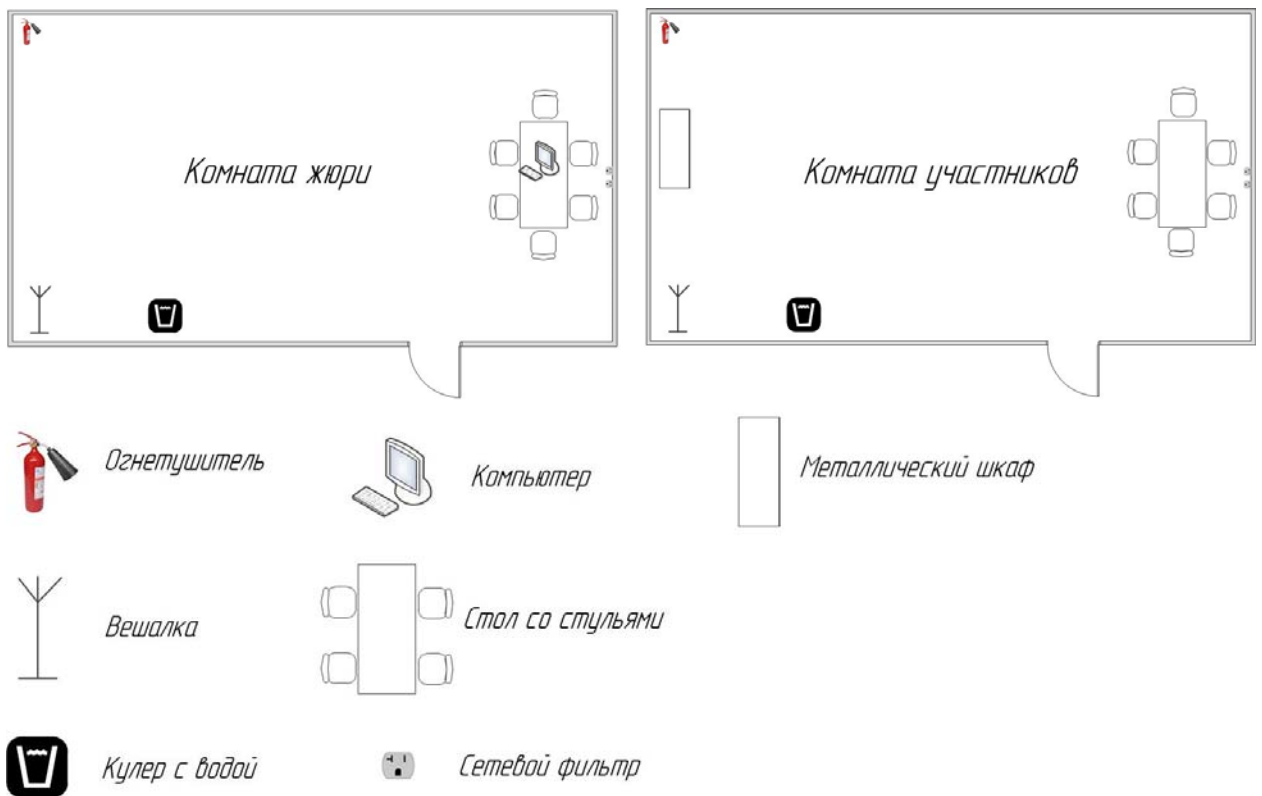 Комната жюри
Комната участников
Огнетушитель
Компьютер
Металлический шкаф
Вешалка
Стол со стульями
Кулер с водой
Сетевой фильтр